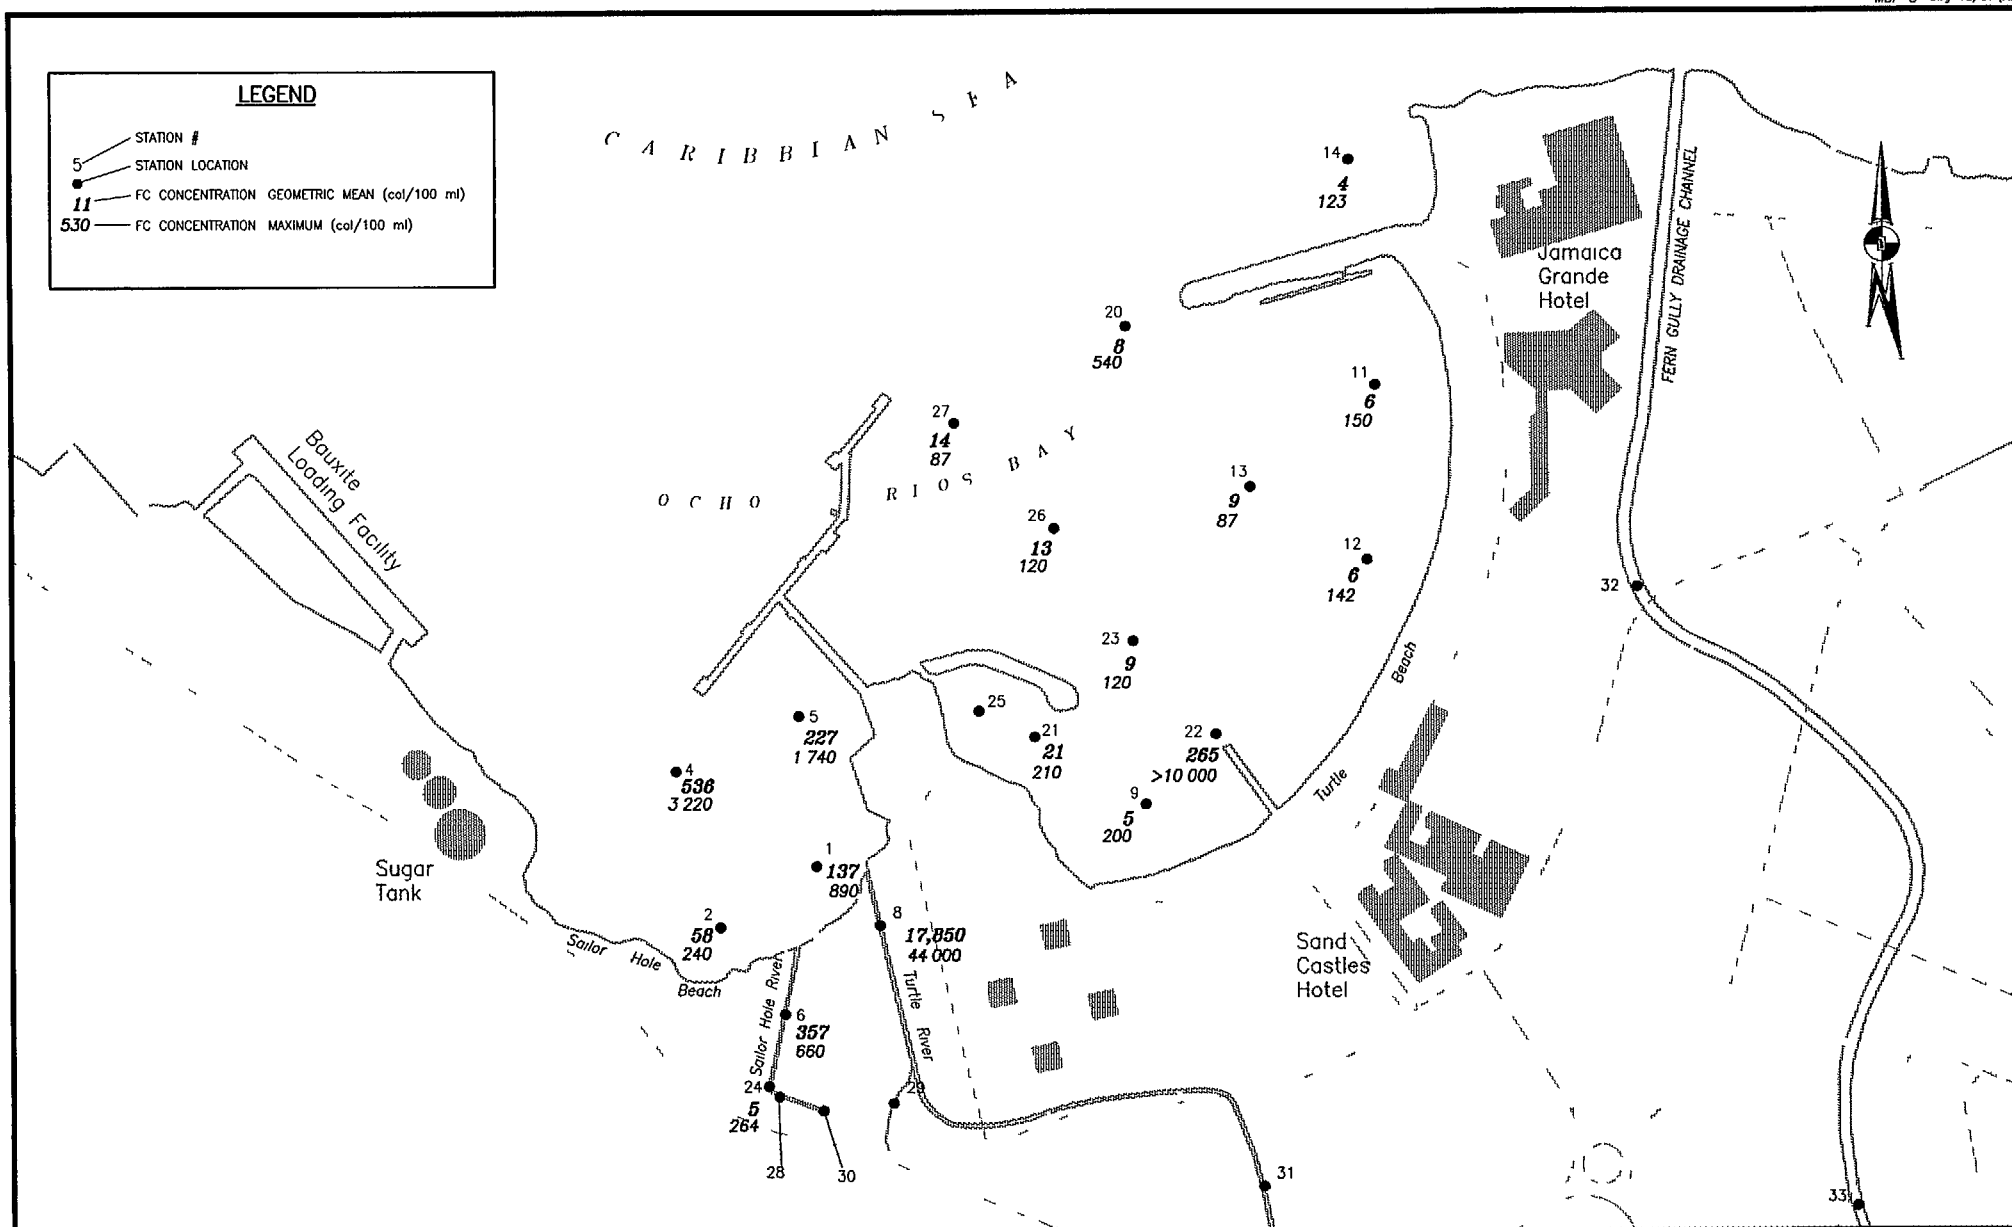 LEGEND
STATION #
5
STATION LOCATION
11
FC CONCENTRATION GEOMETRIC MEAN (col/100 ml)
530
FC CONCENTRATION MAXIMUM (col/100 ml)
CARIBBIAN SEA
14
4
123
Jamaica
Grande
Hotel
FERN GULLY DRAINAGE CHANNEL
20
8
540
11
6
150
27
14
87
Bauxite
Loading Facility
OCHO RIOS BAY
13
9
87
26
13
120
12
6
142
32
23
9
120
Turtle Beach
25
5
227
1 740
21
21
210
22
265
>10 000
4
536
3 220
9
5
200
Sugar
Tank
1
137
890
2
58
240
8
17,850
44 000
Sailor Hole Beach
Sand
Castles
Hotel
Sailor Hole River
Turtle River
6
357
660
24
5
264
29
28
30
31
33